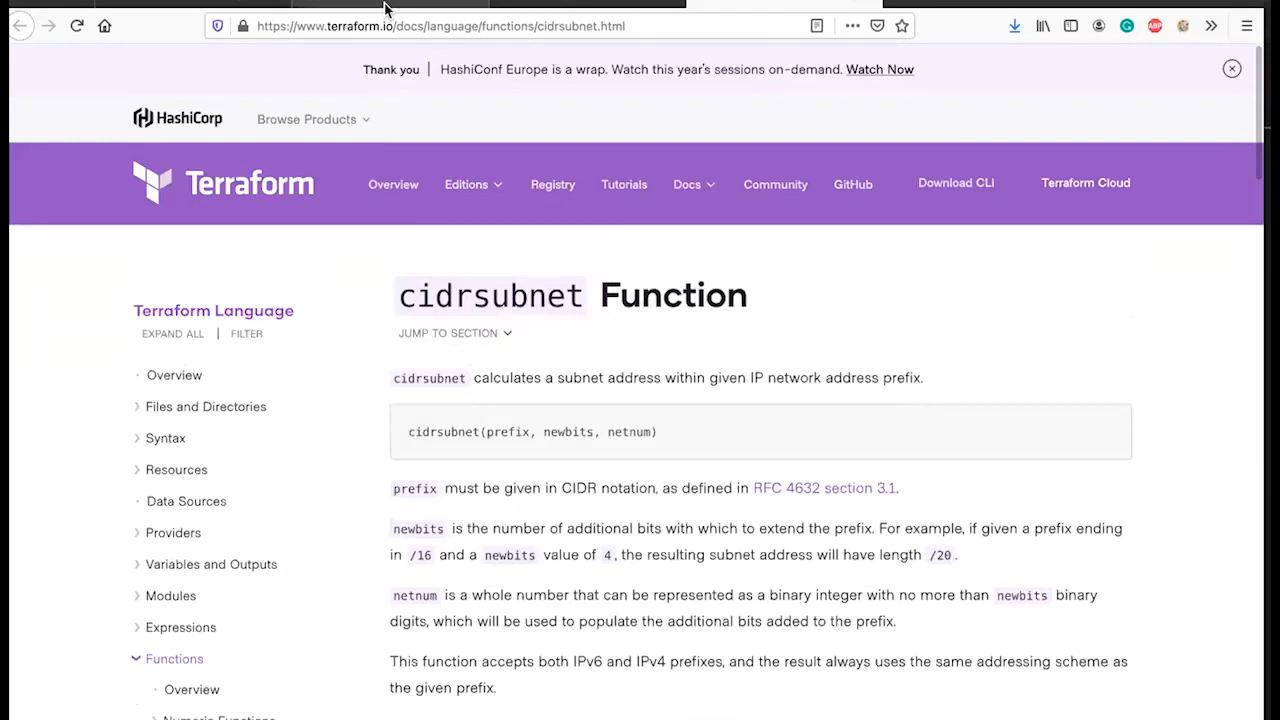 https://www.terraform.io/docs/language/functions/cidrsubnet.html
Thank you | HashiConf Europe is a wrap. Watch this year's sessions on-demand. Watch Now
HashiCorp
Browse Products
Terraform
Overview
Editions
Registry
Tutorials
Docs
Community
GitHub
Download CLI
Terraform Cloud
Terraform Language
EXPAND ALL | FILTER
Overview
Files and Directories
Syntax
Resources
Data Sources
Providers
Variables and Outputs
Modules
Expressions
Functions
Overview
Numeric Functions
cidrsubnet Function
JUMP TO SECTION
cidrsubnet calculates a subnet address within given IP network address prefix.
cidrsubnet(prefix, newbits, netnum)
prefix must be given in CIDR notation, as defined in RFC 4632 section 3.1.
newbits is the number of additional bits with which to extend the prefix. For example, if given a prefix ending
in /16 and a newbits value of 4, the resulting subnet address will have length /20.
netnum is a whole number that can be represented as a binary integer with no more than newbits binary
digits, which will be used to populate the additional bits added to the prefix.
This function accepts both IPv6 and IPv4 prefixes, and the result always uses the same addressing scheme as
the given prefix.